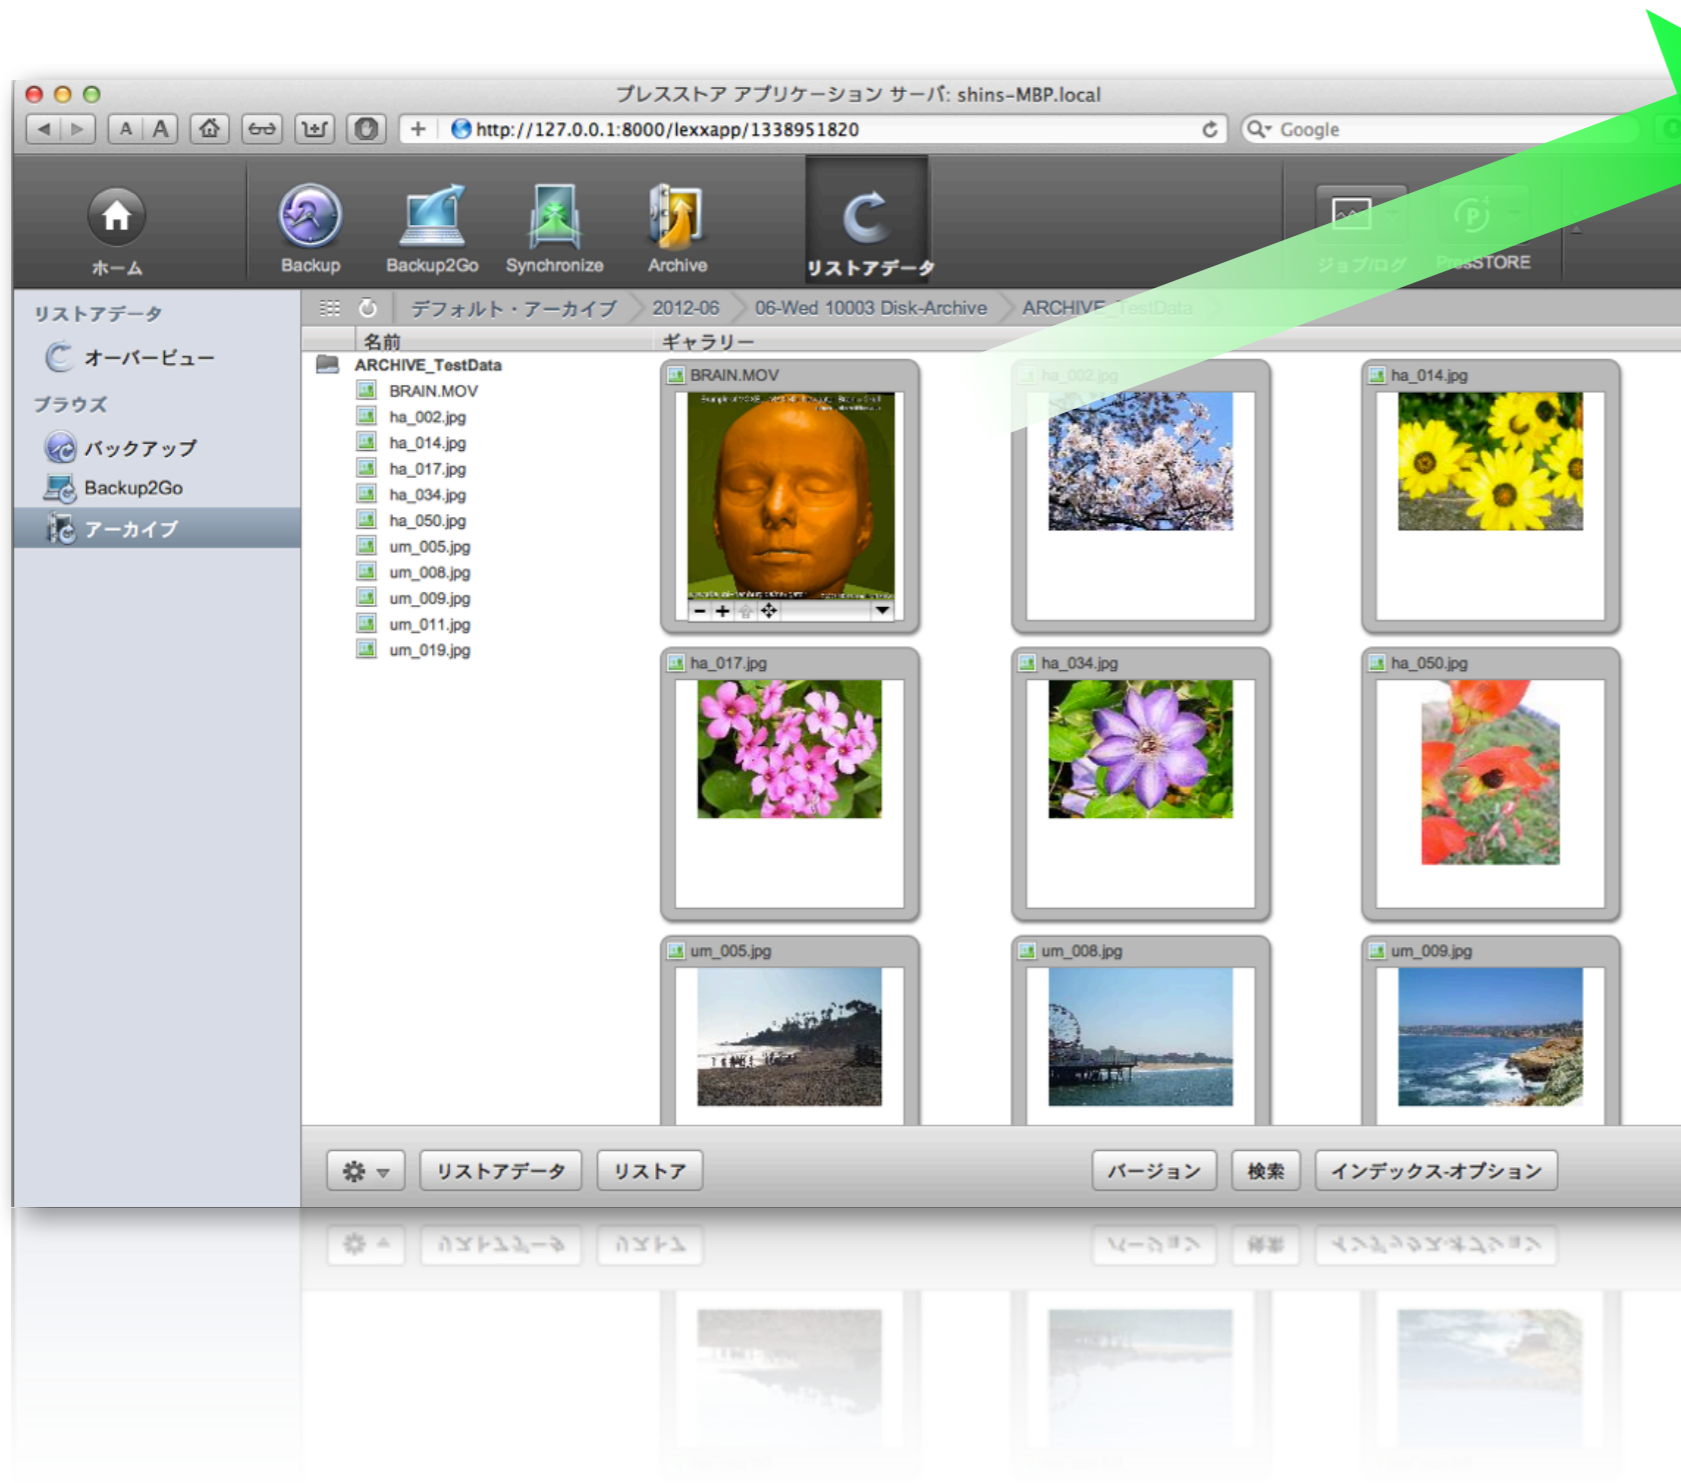 プレスストア アプリケーション サーバ: shins-MBP.local
A A
http://127.0.0.1:8000/lexxapp/1338951820
Google
ホーム
Backup
Backup2Go
Synchronize
Archive
リストアデータ
ジョブ/ログ
PresSTORE
リストアデータ
オーバービュー
ブラウズ
バックアップ
Backup2Go
アーカイブ
デフォルト・アーカイブ
2012-06
06-Wed 10003 Disk-Archive
ARCHIVE_TestData
名前
ギャラリー
ARCHIVE_TestData
BRAIN.MOV
ha_002.jpg
ha_014.jpg
ha_017.jpg
ha_034.jpg
ha_050.jpg
um_005.jpg
um_008.jpg
um_009.jpg
um_011.jpg
um_019.jpg
BRAIN.MOV
ha_002.jpg
ha_014.jpg
ha_017.jpg
ha_034.jpg
ha_050.jpg
um_005.jpg
um_008.jpg
um_009.jpg
リストアデータ
リストア
バージョン
検索
インデックス-オプション